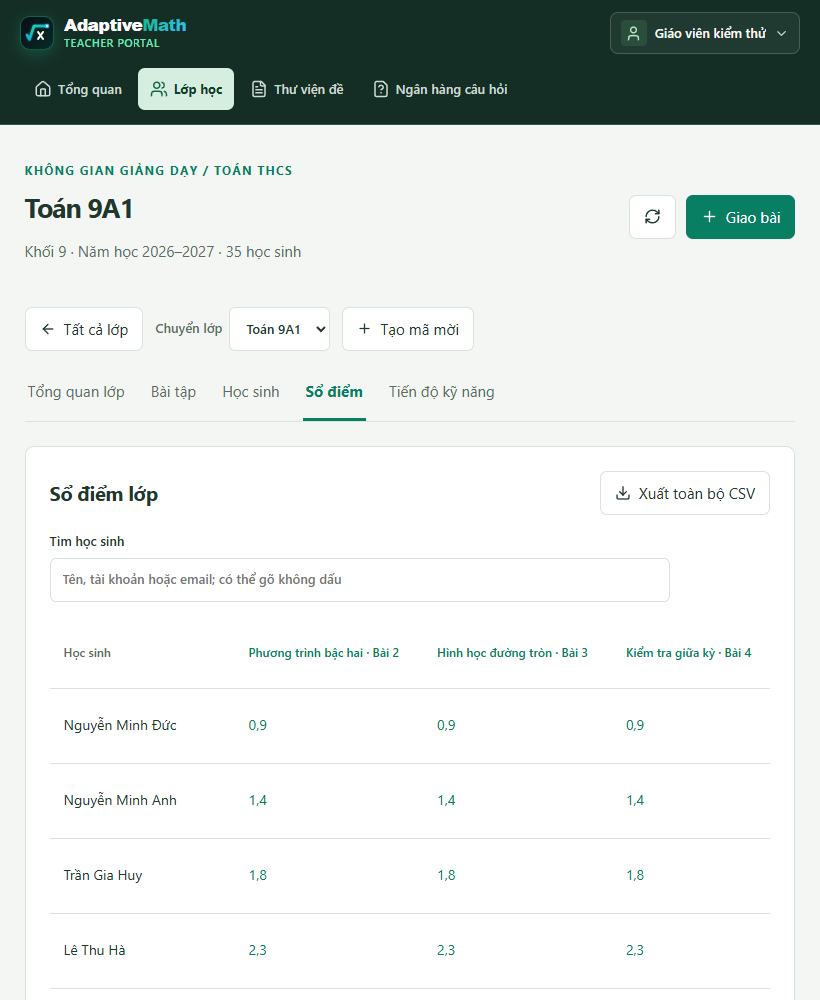 AdaptiveMath
TEACHER PORTAL
Giáo viên kiểm thử
Tổng quan
Lớp học
Thư viện đề
Ngân hàng câu hỏi
KHÔNG GIAN GIẢNG DẠY / TOÁN THCS
Toán 9A1
Khối 9 · Năm học 2026–2027 · 35 học sinh
Giao bài
Tất cả lớp
Chuyển lớp
Toán 9A1
Tạo mã mời
Tổng quan lớp
Bài tập
Học sinh
Sổ điểm
Tiến độ kỹ năng
Sổ điểm lớp
Xuất toàn bộ CSV
Tìm học sinh
Tên, tài khoản hoặc email; có thể gõ không dấu
Học sinh Phương trình bậc hai · Bài 2 Hình học đường tròn · Bài 3 Kiểm tra giữa kỳ · Bài 4
Nguyễn Minh Đức 0,9 0,9 0,9
Nguyễn Minh Anh 1,4 1,4 1,4
Trần Gia Huy 1,8 1,8 1,8
Lê Thu Hà 2,3 2,3 2,3